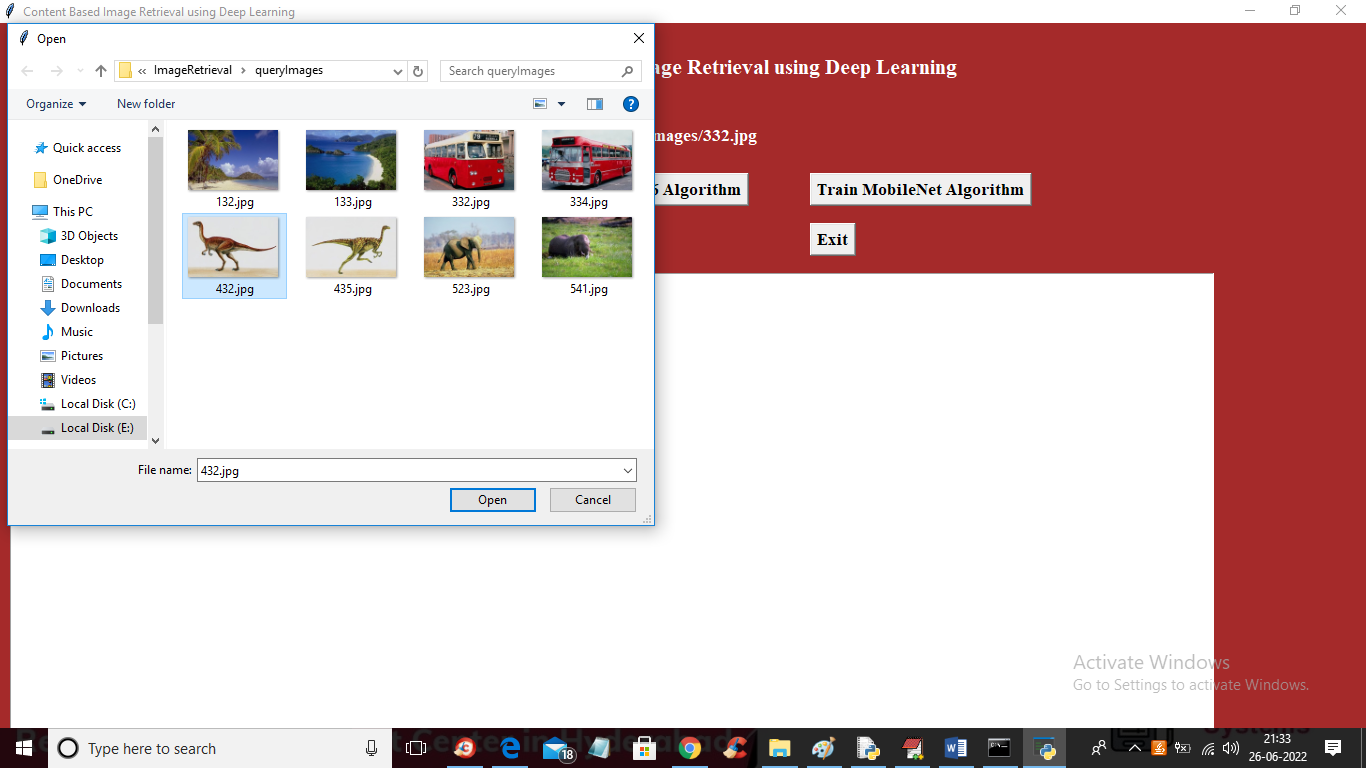 Content Based Image Retrieval using Deep Learning
Open
« ImageRetrieval > queryImages
Search queryImages
Organize
New folder
Quick access
OneDrive
This PC
3D Objects
Desktop
Documents
Downloads
Music
Pictures
Videos
Local Disk (C:)
Local Disk (E:)
132.jpg
133.jpg
332.jpg
334.jpg
432.jpg
435.jpg
523.jpg
541.jpg
File name:
432.jpg
Open
Cancel
ge Retrieval using Deep Learning
mages/332.jpg
6 Algorithm
Train MobileNet Algorithm
Exit
Activate Windows
Go to Settings to activate Windows.
Type here to search
18
21:33
26-06-2022